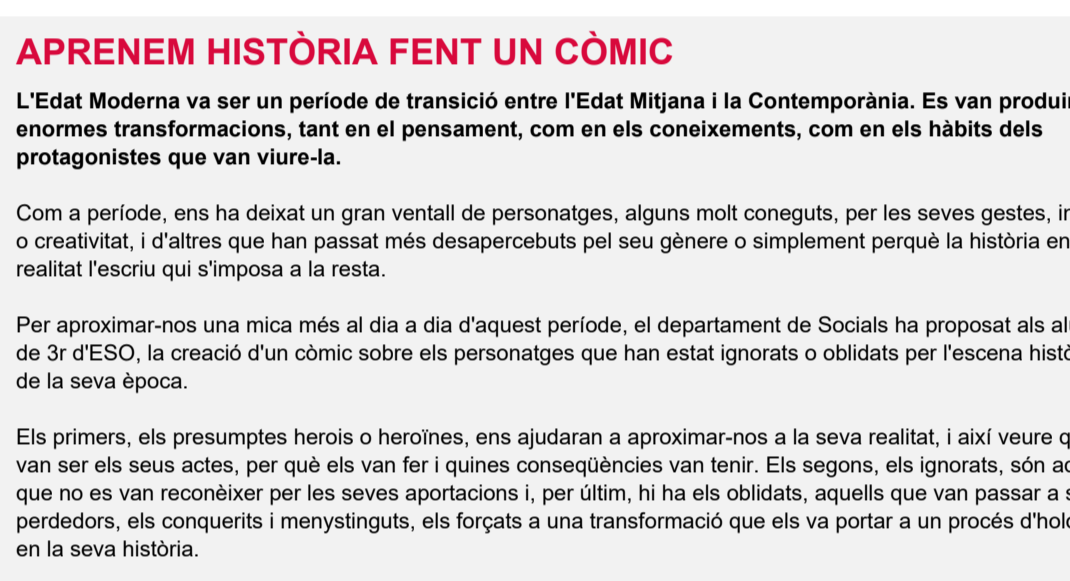 APRENEM HISTÒRIA FENT UN CÒMIC
L'Edat Moderna va ser un període de transició entre l'Edat Mitjana i la Contemporània. Es van
enormes transformacions, tant en el pensament, com en els coneixements, com en els hàbits dels
protagonistes que van viure-la.
Com a període, ens ha deixat un gran ventall de personatges, alguns molt coneguts, per les seves gestes,
o creativitat, i d'altres que han passat més desapercebuts pel seu gènere o simplement perquè la història en
realitat l'escriu qui s'imposa a la resta.
Per aproximar-nos una mica més al dia a dia d'aquest període, el departament de Socials ha proposat als
de 3r d'ESO, la creació d'un còmic sobre els personatges que han estat ignorats o oblidats per l'escena
de la seva època.
Els primers, els presumptes herois o heroïnes, ens ajudaran a aproximar-nos a la seva realitat, i així veure
van ser els seus actes, per què els van fer i quines conseqüències van tenir. Els segons, els ignorats, són
que no es van reconèixer per les seves aportacions i, per últim, hi ha els oblidats, aquells que van passar a
perdedors, els conquerits i menystinguts, els forçats a una transformació que els va portar a un procés
en la seva història.